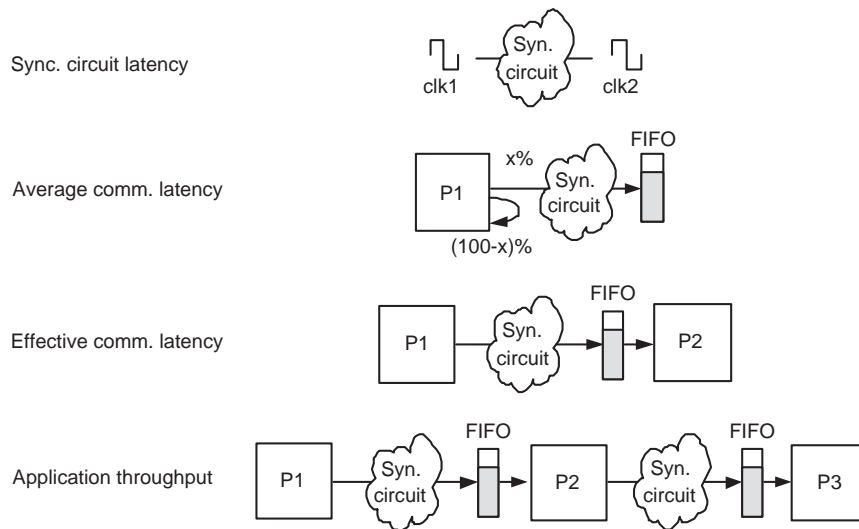 Sync. circuit latency
Syn.
circuit
clk1
clk2
Average comm. latency
P1
x%
(100-x)%
Syn.
circuit
FIFO
Effective comm. latency
P1
Syn.
circuit
FIFO
P2
Application throughput
P1
Syn.
circuit
FIFO
P2
Syn.
circuit
FIFO
P3